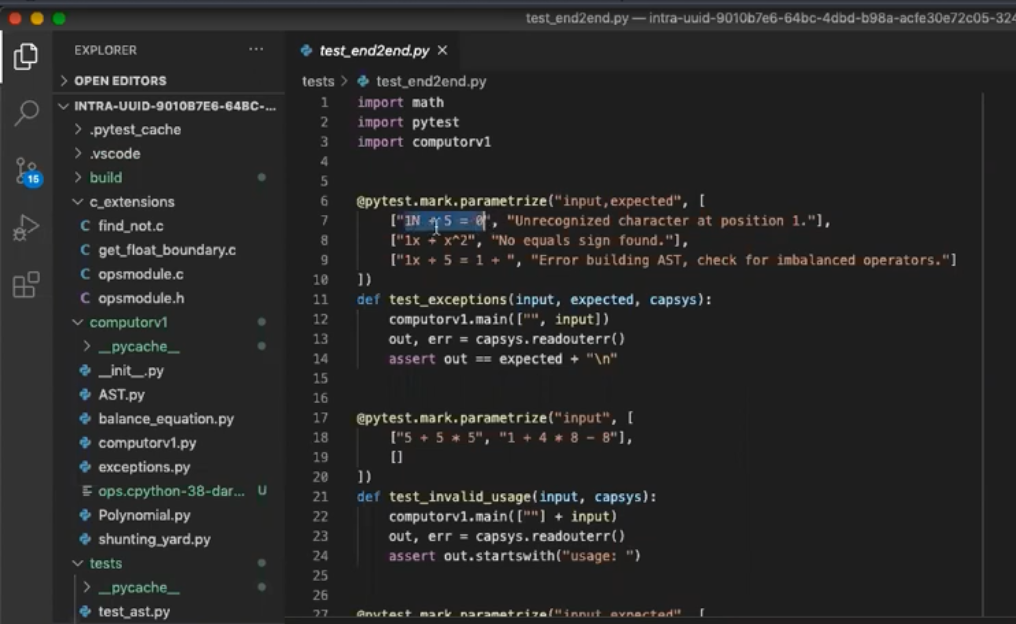 test_end2end.py — intra-uuid-9010b7e6-64bc-4dbd-b98a-acfe30e72c05-324
EXPLORER
OPEN EDITORS
INTRA-UUID-9010B7E6-64BC-...
.pytest_cache
.vscode
build
c_extensions
C find_not.c
C get_float_boundary.c
C opsmodule.c
C opsmodule.h
computorv1
__pycache__
__init__.py
AST.py
balance_equation.py
computorv1.py
exceptions.py
ops.cpython-38-dar... U
Polynomial.py
shunting_yard.py
tests
__pycache__
test_ast.py
15
test_end2end.py
tests > test_end2end.py
1 import math
2 import pytest
3 import computorv1
4
5
6 @pytest.mark.parametrize("input,expected", [
7 ["1N + 5 = 0", "Unrecognized character at position 1."],
8 ["1x + x^2", "No equals sign found."],
9 ["1x + 5 = 1 + ", "Error building AST, check for imbalanced operators."]
10 ])
11 def test_exceptions(input, expected, capsys):
12 computorv1.main(["", input])
13 out, err = capsys.readouterr()
14 assert out == expected + "\n"
15
16
17 @pytest.mark.parametrize("input", [
18 ["5 + 5 * 5", "1 + 4 * 8 - 8"],
19 []
20 ])
21 def test_invalid_usage(input, capsys):
22 computorv1.main([""] + input)
23 out, err = capsys.readouterr()
24 assert out.startswith("usage: ")
25
26
27 @pytest.mark.parametrize("input,expected", [